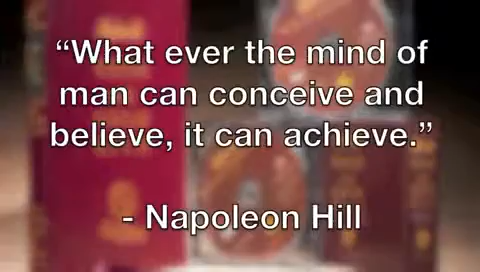 “What ever the mind of
man can conceive and
believe, it can achieve.”
- Napoleon Hill